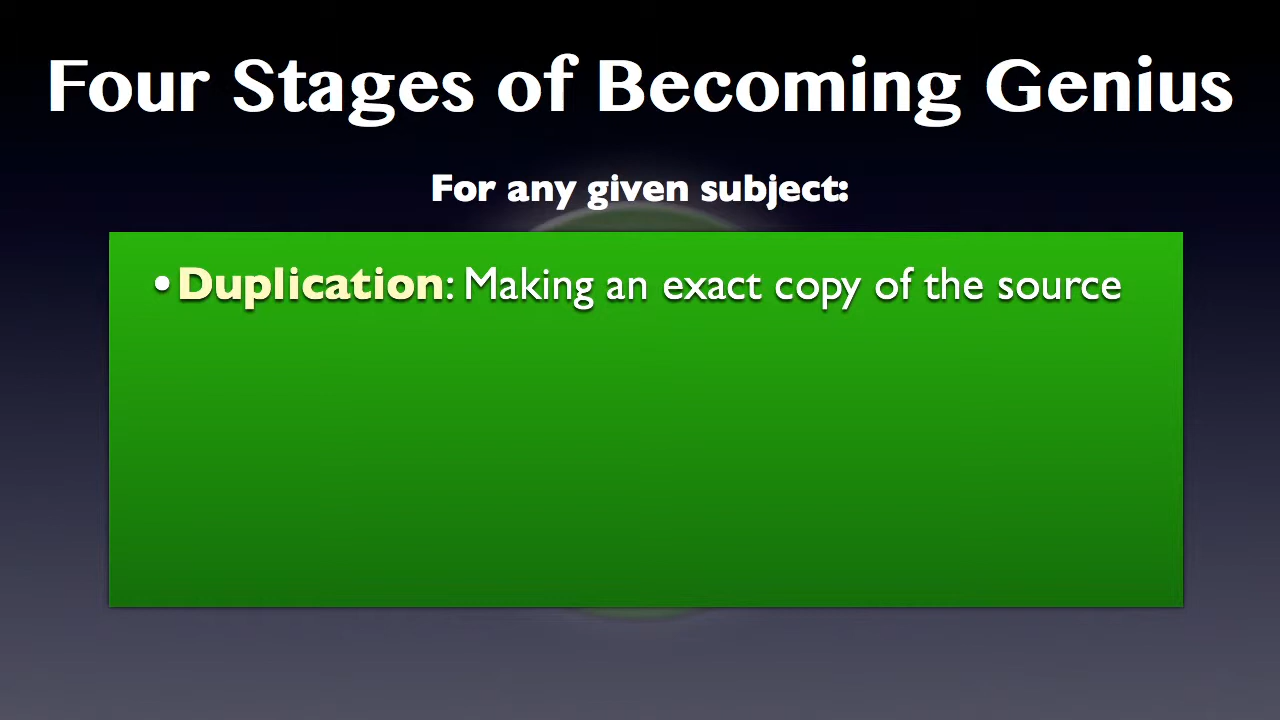 Four Stages of Becoming Genius
For any given subject:
•Duplication: Making an exact copy of the source